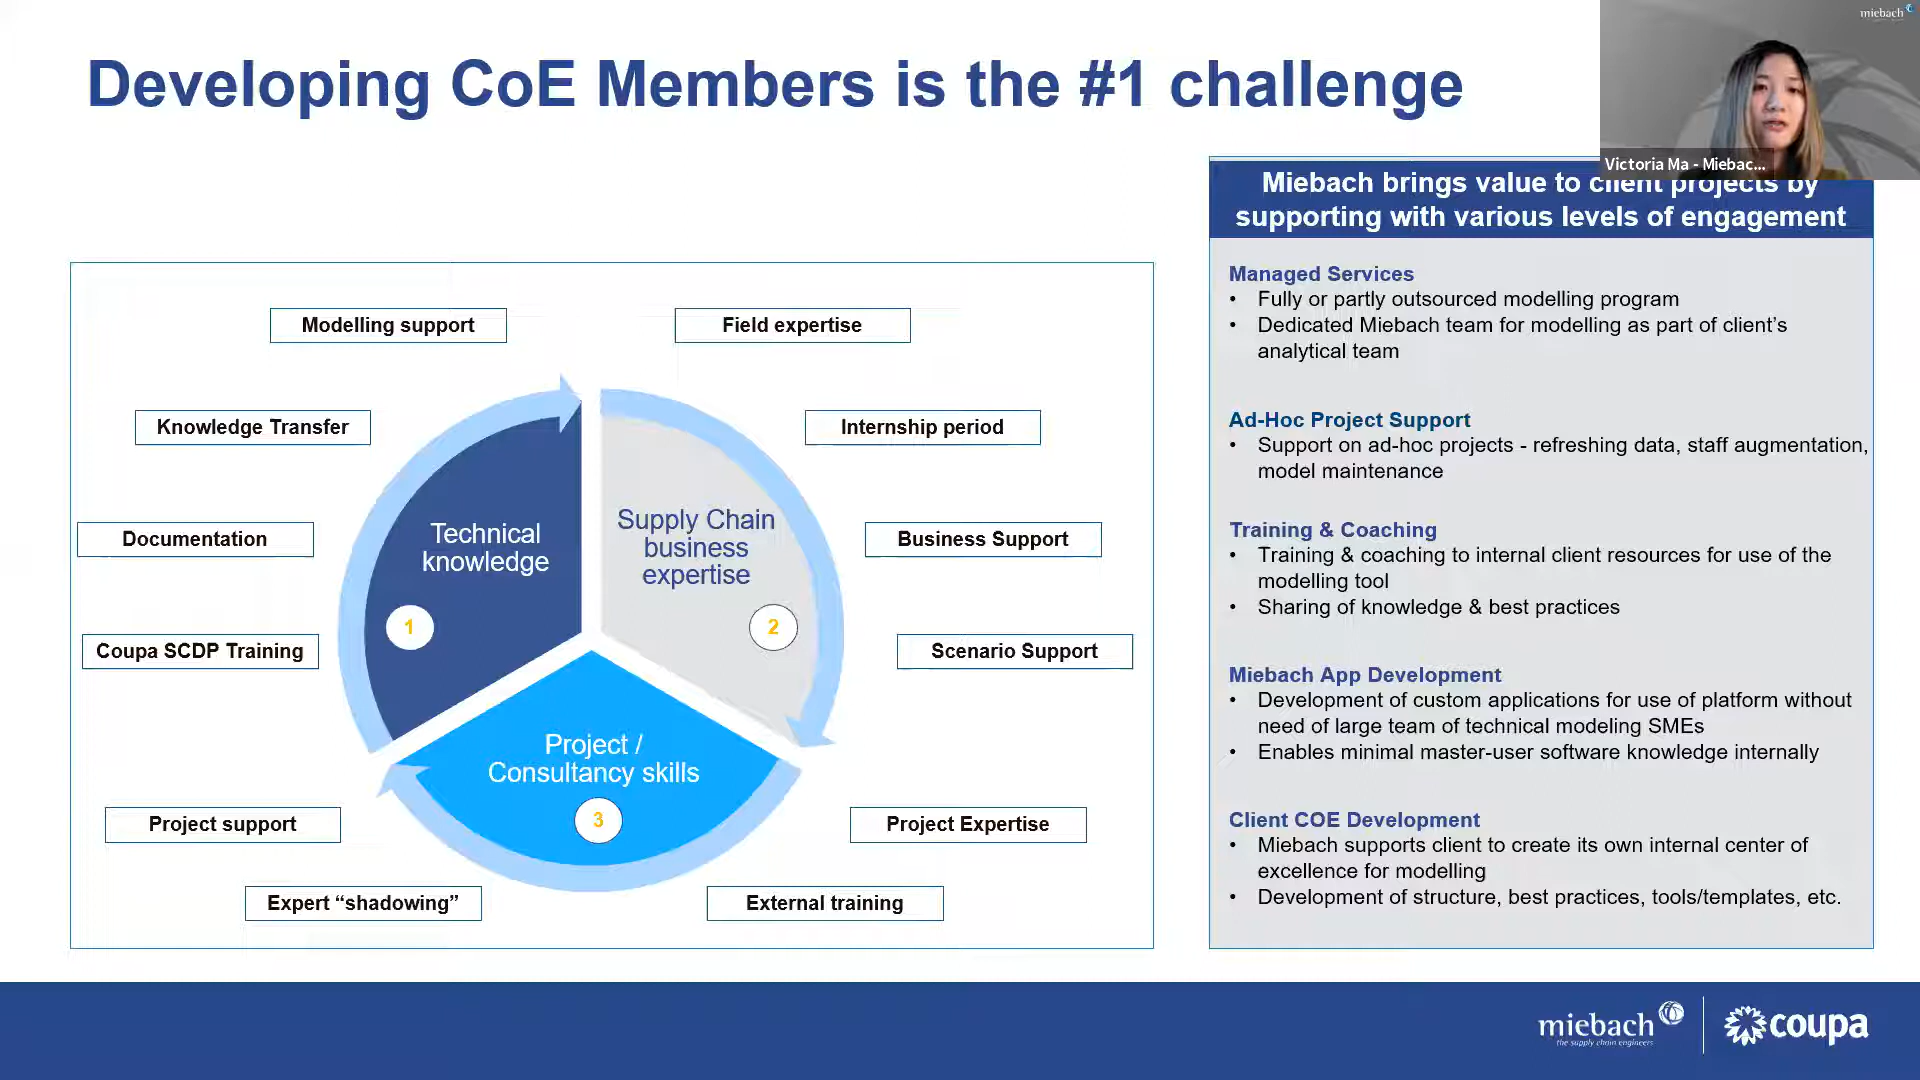 Developing CoE Members is the #1 challenge
miebach
Victoria Ma - Miebac...
Modelling support
Field expertise
Knowledge Transfer
Internship period
Documentation
Business Support
Coupa SCDP Training
Scenario Support
Technical
knowledge
1
Supply Chain
business
expertise
2
Project /
Consultancy skills
3
Project support
Project Expertise
Expert “shadowing”
External training
Miebach brings value to client projects by
supporting with various levels of engagement
Managed Services
• Fully or partly outsourced modelling program
• Dedicated Miebach team for modelling as part of client’s
analytical team
Ad-Hoc Project Support
• Support on ad-hoc projects - refreshing data, staff augmentation,
model maintenance
Training & Coaching
• Training & coaching to internal client resources for use of the
modelling tool
• Sharing of knowledge & best practices
Miebach App Development
• Development of custom applications for use of platform without
need of large team of technical modeling SMEs
• Enables minimal master-user software knowledge internally
Client COE Development
• Miebach supports client to create its own internal center of
excellence for modelling
• Development of structure, best practices, tools/templates, etc.
miebach
the supply chain engineers
coupa